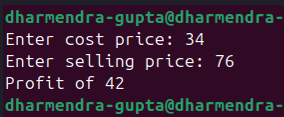 dharmendra-gupta@dharmendra-
Enter cost price: 34
Enter selling price: 76
Profit of 42
dharmendra-gupta@dharmendra-